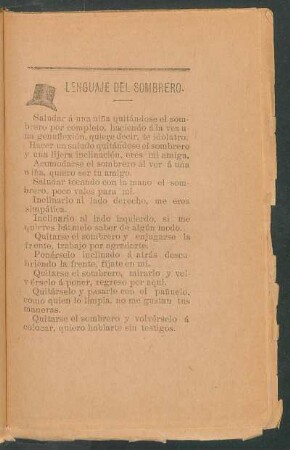 LENGUAJE DEL SOMBRERO.
Saludar á una niña quitándose el som-
brero por completo, haciendo á la vez u
na genuflexión, quiere decir, te idolatro:
Hacer un saludo quitándose el sombrero
y una lijera inclinación, eres mi amiga.
Acomodarse el sombrero al ver á una
niña, quiero ser tu amigo.
Saludar tocando con la mano el som-
brero, poco vales para mí.
Inclinarlo al lado derecho, me eres
simpática.
Inclinarlo al lado izquierdo, si me
quieres házmelo saber de algún modo.
Quitarse el sombrero y enjugarse la
frente, trabajo por agradarte.
Ponérselo inclinado á atrás descu-
briendo la frente, fíjate en mí.
Quitarse el sombrero, mirarlo y vol-
vérselo á poner, regreso por aquí.
Quitárselo y pasarle con el pañuelo,
como quien lo limpia, no me gustan tus
maneras.
Quitarse el sombrero y volvérselo á
colocar, quiero hablarte sin testigos.